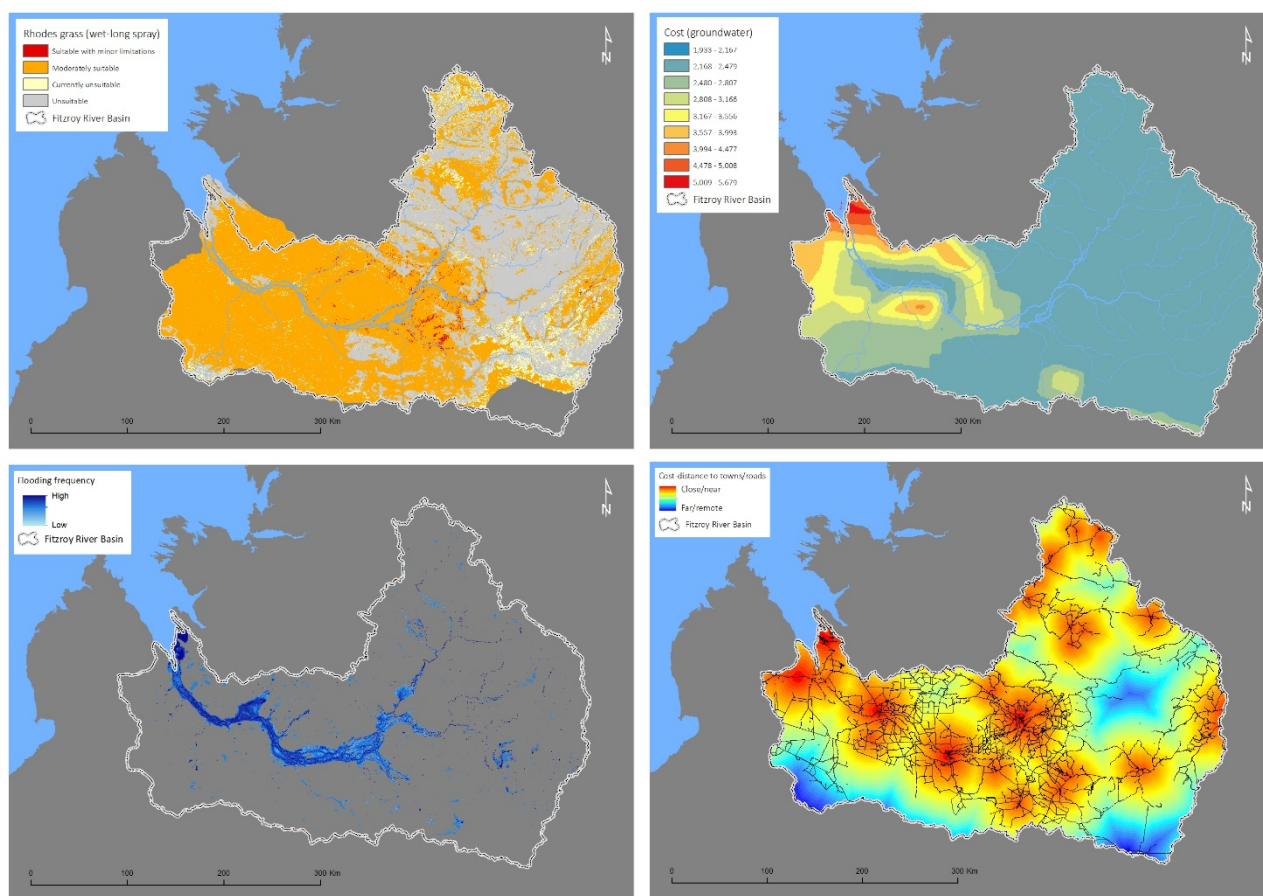 Rhodes grass (wet-long spray)
Suitable with minor limitations
Moderately suitable
Currently unsuitable
Unsuitable
Fitzroy River Basin
N
0 100 200 300 Km
Cost (groundwater)
1,933 - 2,167
2,168 - 2,479
2,480 - 2,807
2,808 - 3,166
3,167 - 3,556
3,557 - 3,993
3,994 - 4,477
4,478 - 5,008
5,009 - 5,679
Fitzroy River Basin
N
0 100 200 300 Km
Flooding frequency
High
Low
Fitzroy River Basin
N
0 100 200 300 Km
Cost-distance to towns/roads
Close/near
Far/remote
Fitzroy River Basin
N
0 100 200 300 Km